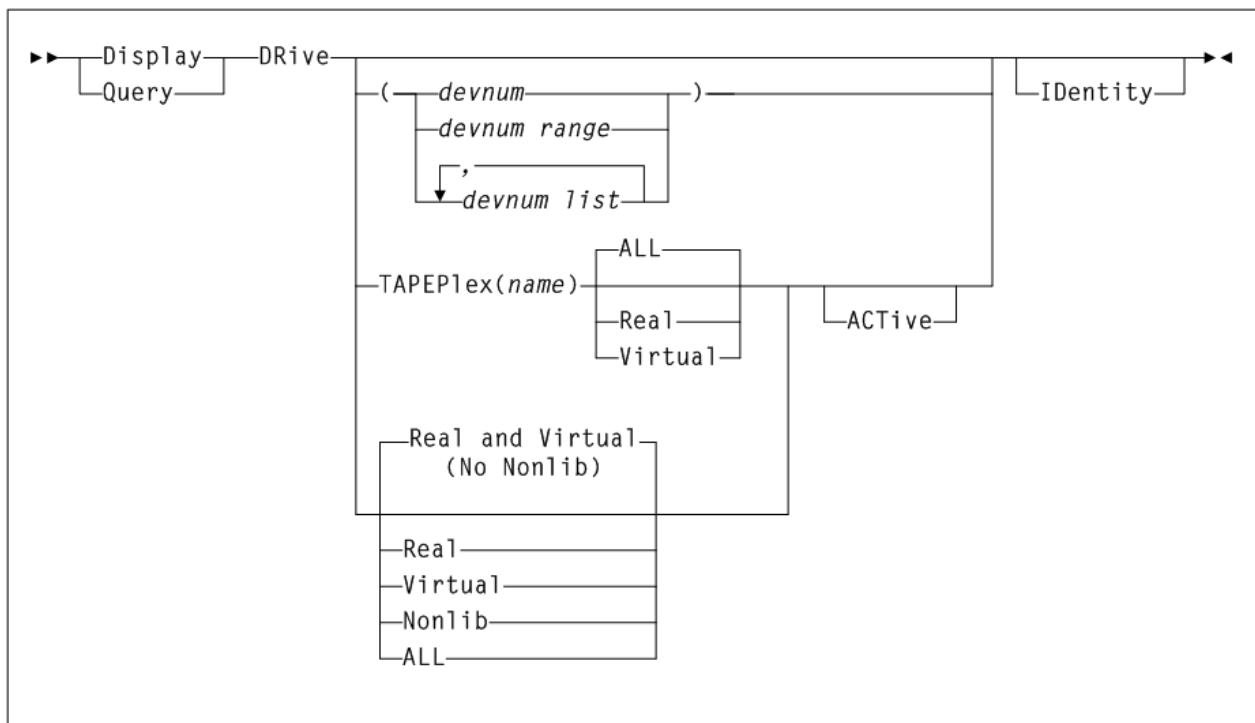 Display DRive
Query
( devnum )
devnum range
,
devnum list
IDentity
ALL
TAPEPlex(name)
Real
Virtual
ACTive
Real and Virtual
(No Nonlib)
Real
Virtual
Nonlib
ALL